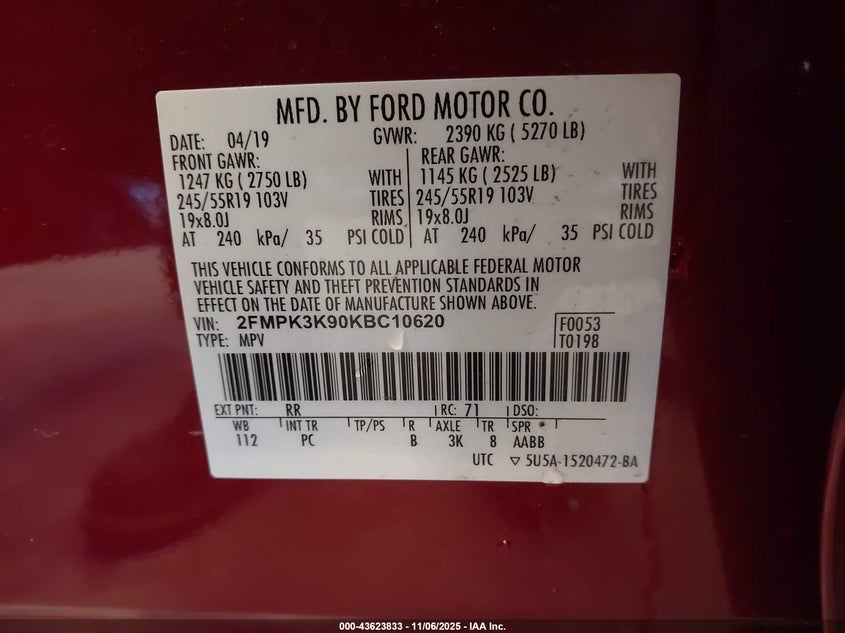 MFD. BY FORD MOTOR CO.
DATE: 04/19 GVWR: 2390 KG ( 5270 LB)
FRONT GAWR: REAR GAWR:
1247 KG ( 2750 LB) WITH 1145 KG ( 2525 LB) WITH
245/55R19 103V TIRES 245/55R19 103V TIRES
19x8.0J RIMS 19x8.0J RIMS
AT 240 kPa/ 35 PSI COLD AT 240 kPa/ 35 PSI COLD
THIS VEHICLE CONFORMS TO ALL APPLICABLE FEDERAL MOTOR
VEHICLE SAFETY AND THEFT PREVENTION STANDARDS IN
EFFECT ON THE DATE OF MANUFACTURE SHOWN ABOVE.
VIN: 2FMPK3K90KBC10620 F0053
TYPE: MPV T0198
EXT PNT: RR RC: 71 DSO:
WB INT TR TP/PS R AXLE TR SPR
112 PC B 3K 8 AABB
UTC ▽ 5U5A-1520472-BA
000-43623833 - 11/06/2025 - IAA Inc.